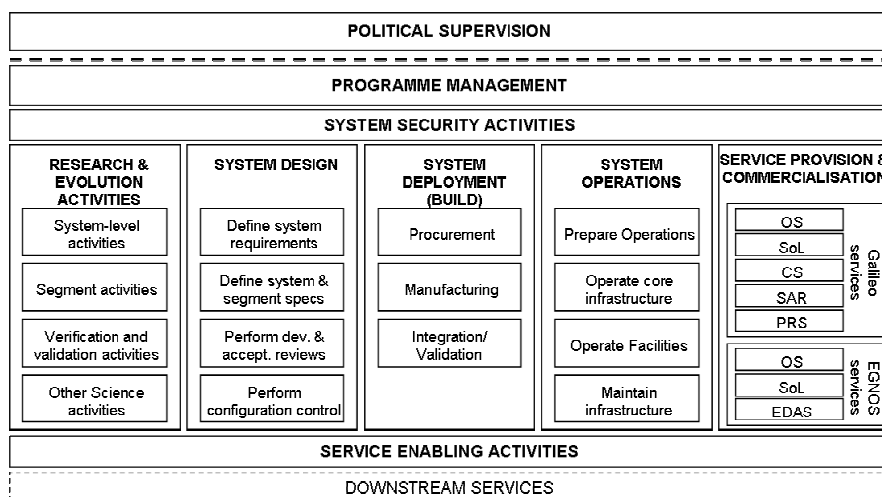 POLITICAL SUPERVISION
PROGRAMME MANAGEMENT
SYSTEM SECURITY ACTIVITIES
RESEARCH &
EVOLUTION
ACTIVITIES
System-level
activities
Segment activities
Verification and
validation activities
Other Science
activities
SYSTEM DESIGN
Define system
requirements
Define system &
segment specs
Perform dev. &
accept. reviews
Perform
configuration control
SYSTEM
DEPLOYMENT
(BUILD)
Procurement
Manufacturing
Integration/
Validation
SYSTEM
OPERATIONS
Prepare Operations
Operate core
infrastructure
Operate Facilities
Maintain
infrastructure
SERVICE PROVISION &
COMMERCIALISATION
OS
SoL
CS
SAR
PRS
Galileo
services
OS
SoL
EDAS
EGNOS
services
SERVICE ENABLING ACTIVITIES
DOWNSTREAM SERVICES